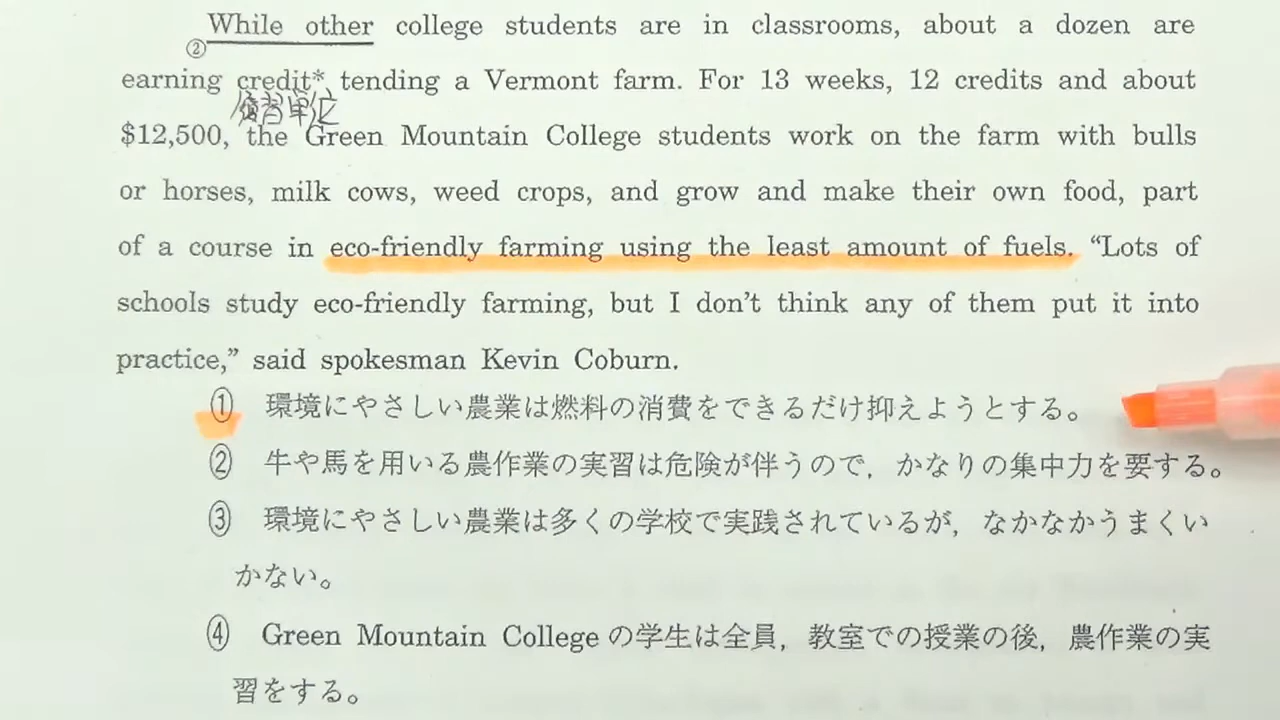 While other college students are in classrooms, about a dozen are
②
earning credit* tending a Vermont farm. For 13 weeks, 12 credits and about
履習単位
$12,500, the Green Mountain College students work on the farm with bulls
or horses, milk cows, weed crops, and grow and make their own food, part
of a course in eco-friendly farming using the least amount of fuels. “Lots of
schools study eco-friendly farming, but I don’t think any of them put it into
practice,” said spokesman Kevin Coburn.
① 環境にやさしい農業は燃料の消費をできるだけ抑えようとする。
② 牛や馬を用いる農作業の実習は危険が伴うので，かなりの集中力を要する。
③ 環境にやさしい農業は多くの学校で実践されているが，なかなかうまくい
かない。
④ Green Mountain College の学生は全員，教室での授業の後，農作業の実
習をする。